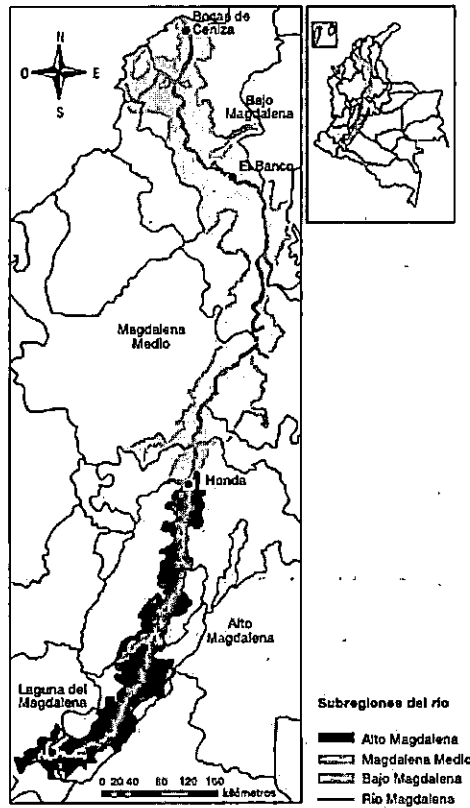 Bocas de
Ceniza
N
O E
S
Bajo
Magdalena
El Banco
Magdalena
Medio
Honda
Alto
Magdalena
Laguna del
Magdalena
0 20 40 80 120 160
kilómetros
Subregiones del río
Alto Magdalena
Magdalena Medio
Bajo Magdalena
Río Magdalena